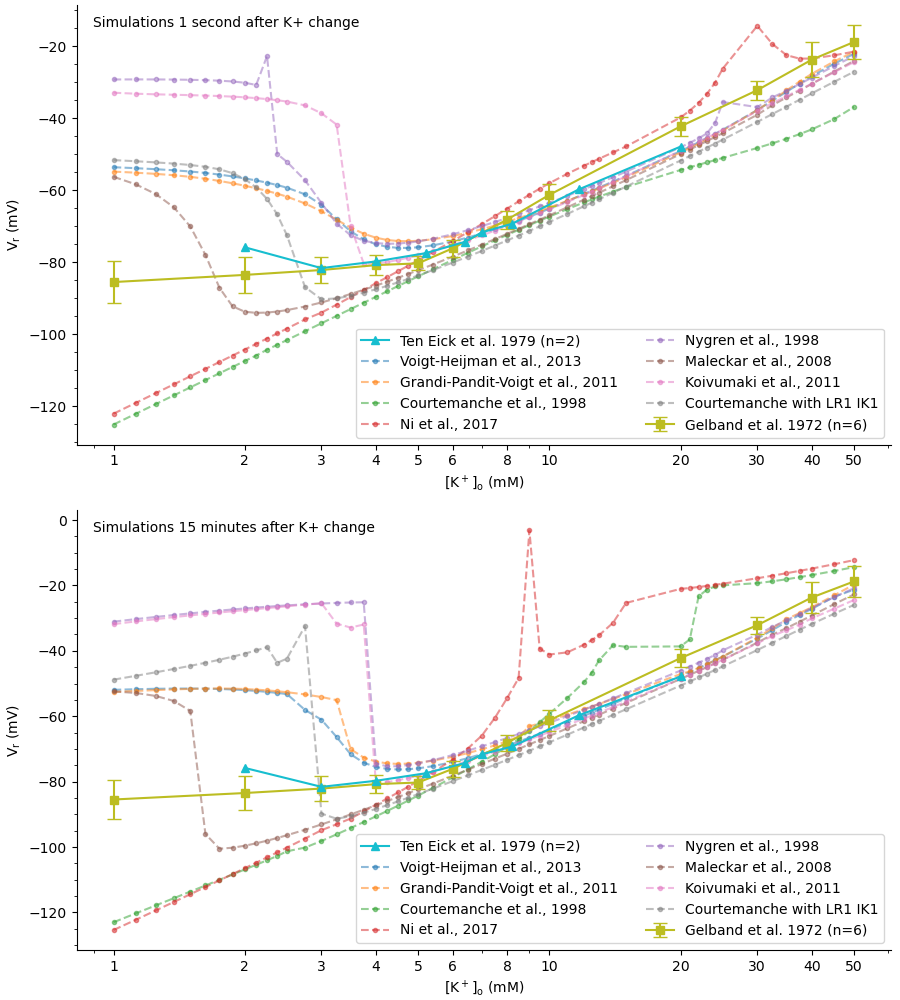 Simulations 1 second after K+ change
−20
−40
−60
−80
−100
−120
Vr (mV)
Ten Eick et al. 1979 (n=2)
Voigt-Heijman et al., 2013
Grandi-Pandit-Voigt et al., 2011
Courtemanche et al., 1998
Ni et al., 2017
Nygren et al., 1998
Maleckar et al., 2008
Koivumaki et al., 2011
Courtemanche with LR1 IK1
Gelband et al. 1972 (n=6)
1 2 3 4 5 6 8 10 20 30 40 50
[K+]o (mM)
Simulations 15 minutes after K+ change
0
−20
−40
−60
−80
−100
−120
Vr (mV)
Ten Eick et al. 1979 (n=2)
Voigt-Heijman et al., 2013
Grandi-Pandit-Voigt et al., 2011
Courtemanche et al., 1998
Ni et al., 2017
Nygren et al., 1998
Maleckar et al., 2008
Koivumaki et al., 2011
Courtemanche with LR1 IK1
Gelband et al. 1972 (n=6)
1 2 3 4 5 6 8 10 20 30 40 50
[K+]o (mM)